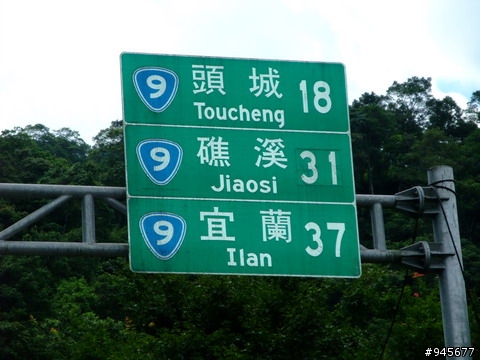 9 頭城 18
Toucheng
9 礁溪 31
Jiaosi
9 宜蘭 37
Ilan
#945677